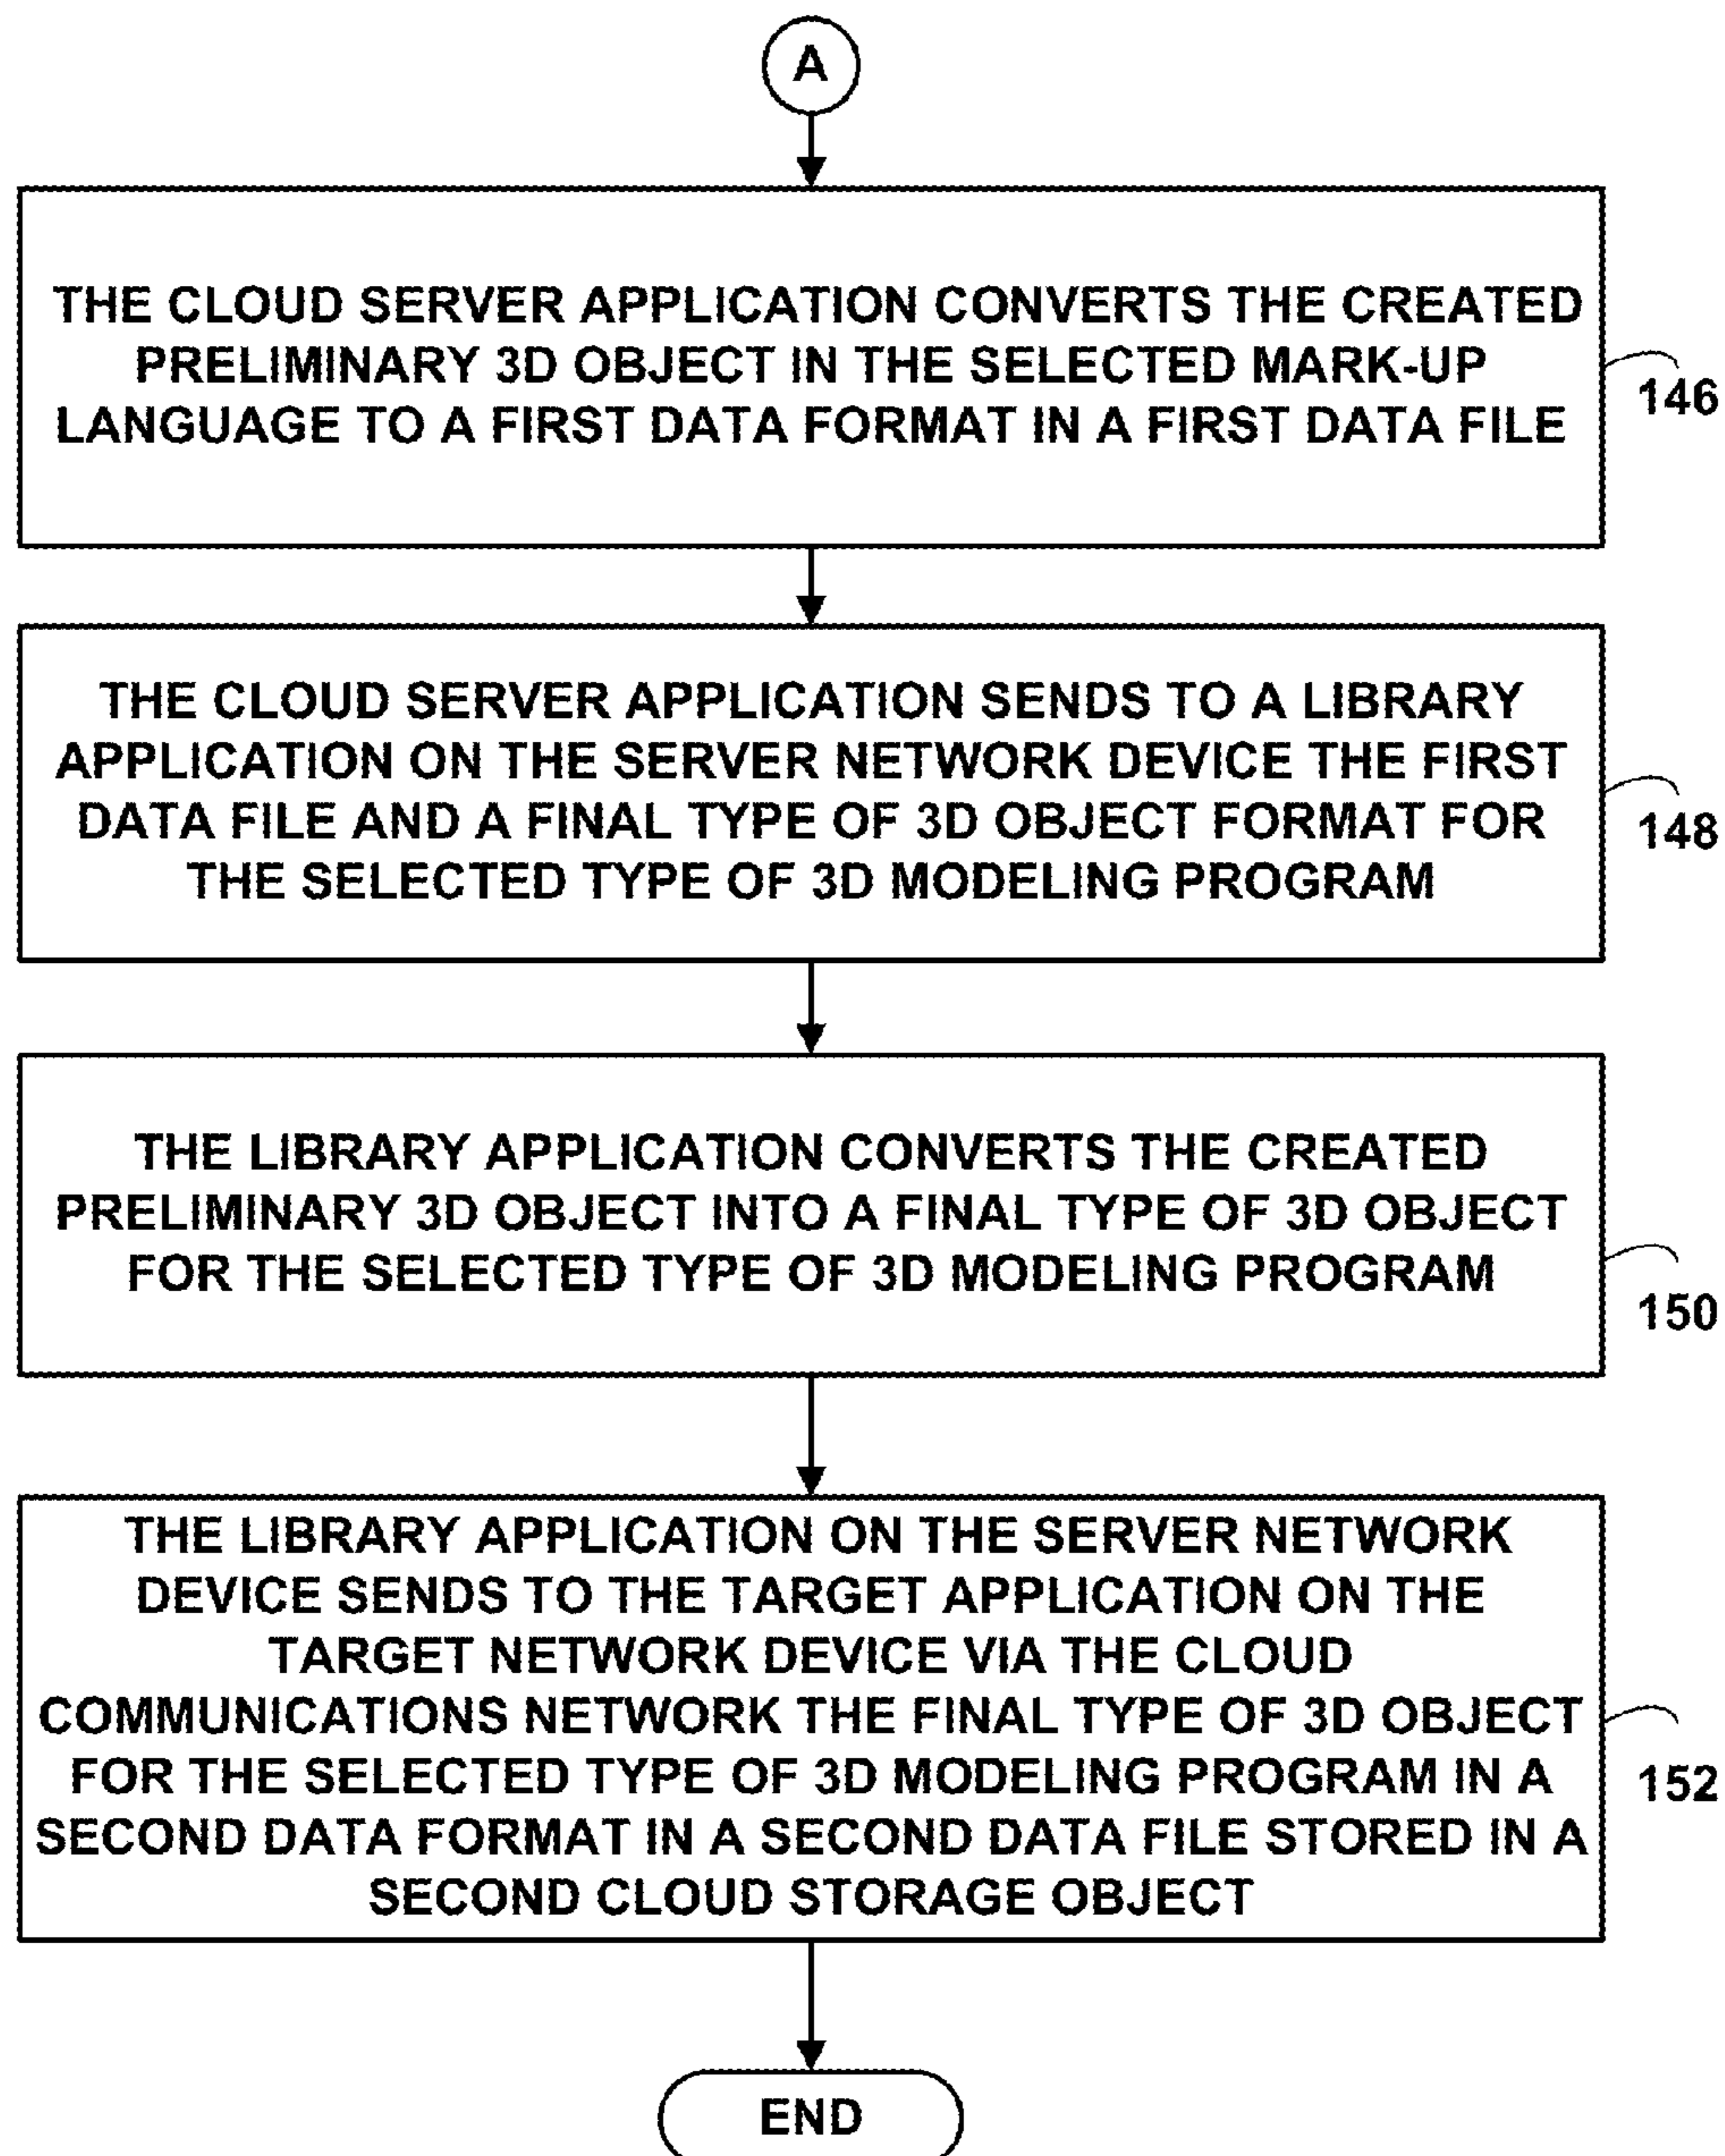 A
THE CLOUD SERVER APPLICATION CONVERTS THE CREATED
PRELIMINARY 3D OBJECT IN THE SELECTED MARK-UP
LANGUAGE TO A FIRST DATA FORMAT IN A FIRST DATA FILE
146
THE CLOUD SERVER APPLICATION SENDS TO A LIBRARY
APPLICATION ON THE SERVER NETWORK DEVICE THE FIRST
DATA FILE AND A FINAL TYPE OF 3D OBJECT FORMAT FOR
THE SELECTED TYPE OF 3D MODELING PROGRAM
148
THE LIBRARY APPLICATION CONVERTS THE CREATED
PRELIMINARY 3D OBJECT INTO A FINAL TYPE OF 3D OBJECT
FOR THE SELECTED TYPE OF 3D MODELING PROGRAM
150
THE LIBRARY APPLICATION ON THE SERVER NETWORK
DEVICE SENDS TO THE TARGET APPLICATION ON THE
TARGET NETWORK DEVICE VIA THE CLOUD
COMMUNICATIONS NETWORK THE FINAL TYPE OF 3D OBJECT
FOR THE SELECTED TYPE OF 3D MODELING PROGRAM IN A
SECOND DATA FORMAT IN A SECOND DATA FILE STORED IN A
SECOND CLOUD STORAGE OBJECT
152
END